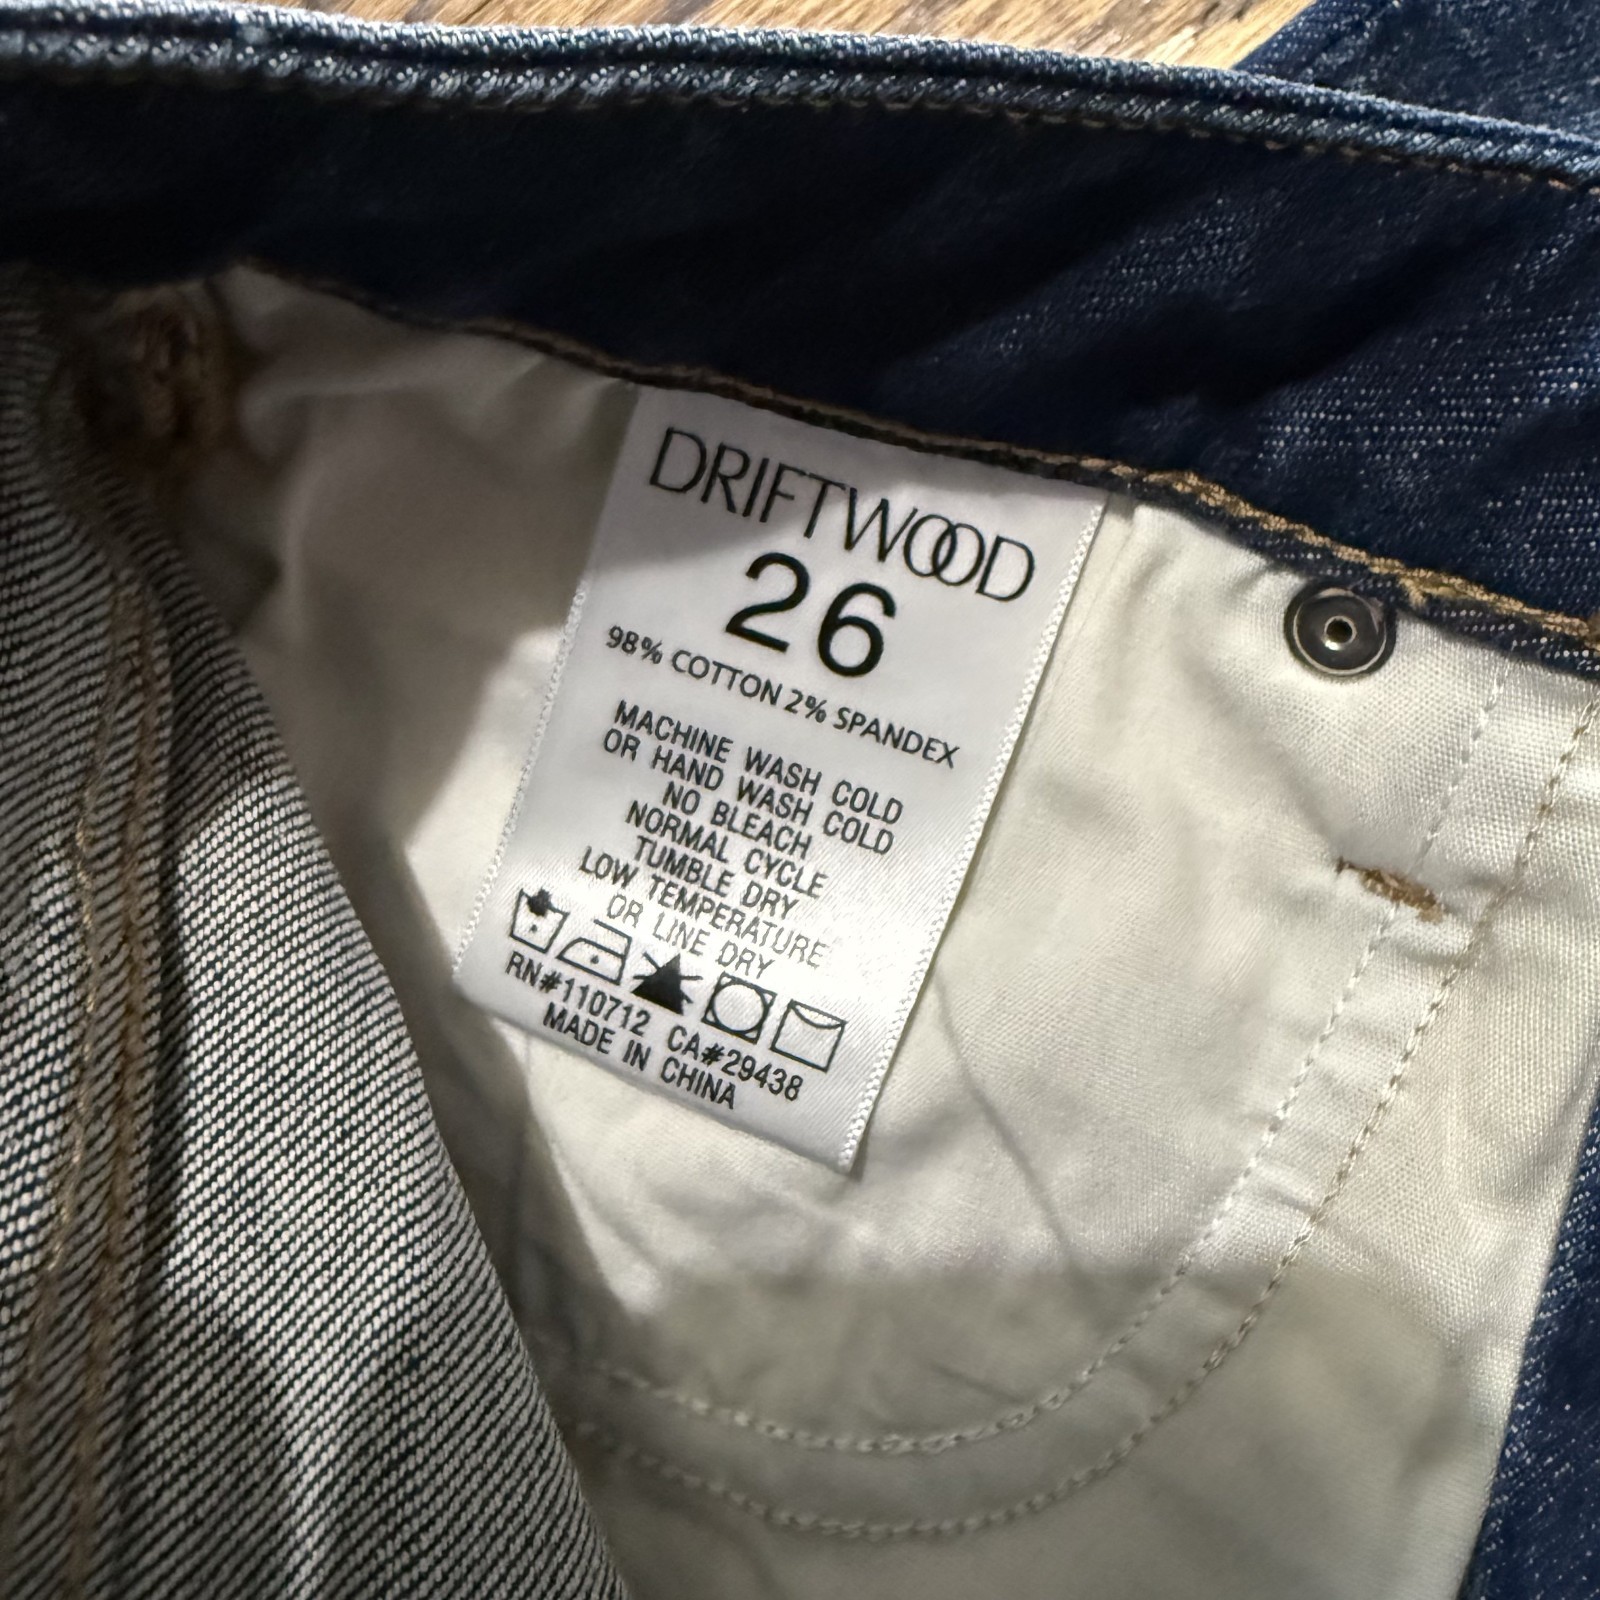 DRIFTWOOD
26
98% COTTON 2% SPANDEX
MACHINE WASH COLD
OR HAND WASH COLD
NO BLEACH
NORMAL CYCLE
TUMBLE DRY
LOW TEMPERATURE
OR LINE DRY
RN#110712 CA#29438
MADE IN CHINA